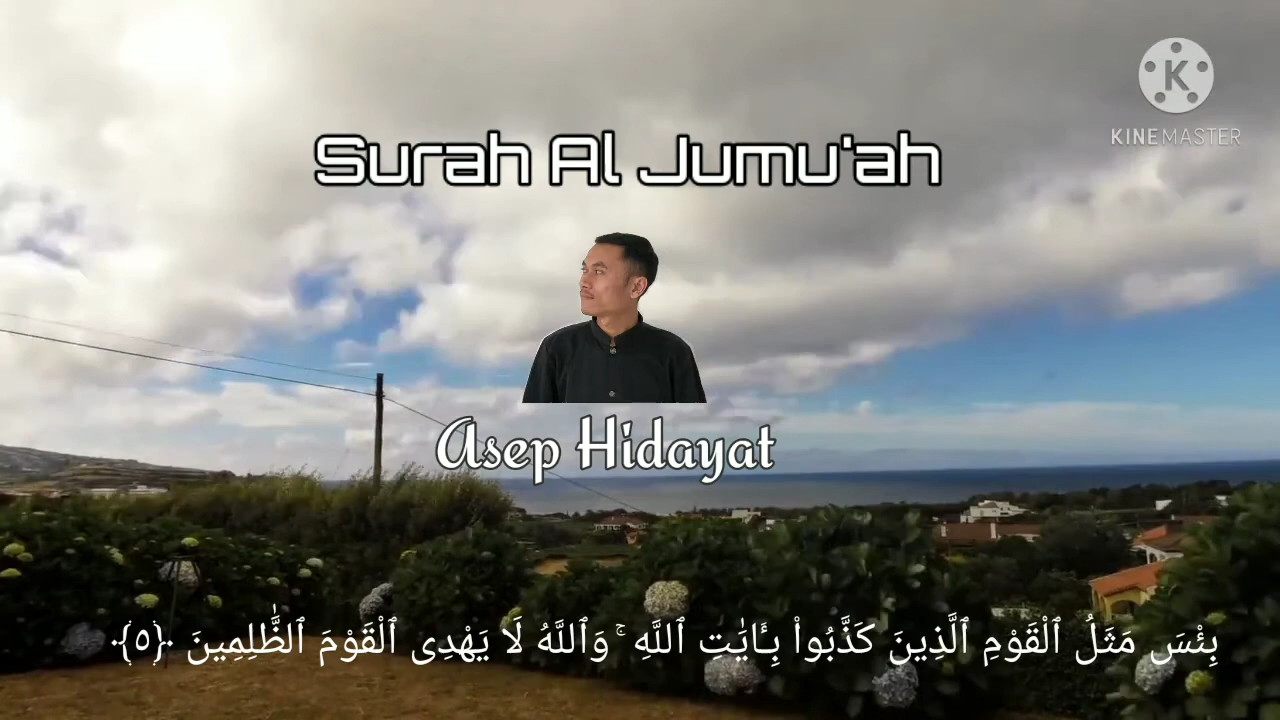 K
KINEMASTER
Surah Al Jumu'ah
Asep Hidayat
بِئْسَ مَثَلُ ٱلْقَوْمِ ٱلَّذِينَ كَذَّبُوا۟ بِـَٔايَٰتِ ٱللَّهِ ۚ وَٱللَّهُ لَا يَهْدِى ٱلْقَوْمَ ٱلظَّٰلِمِينَ ﴿٥﴾